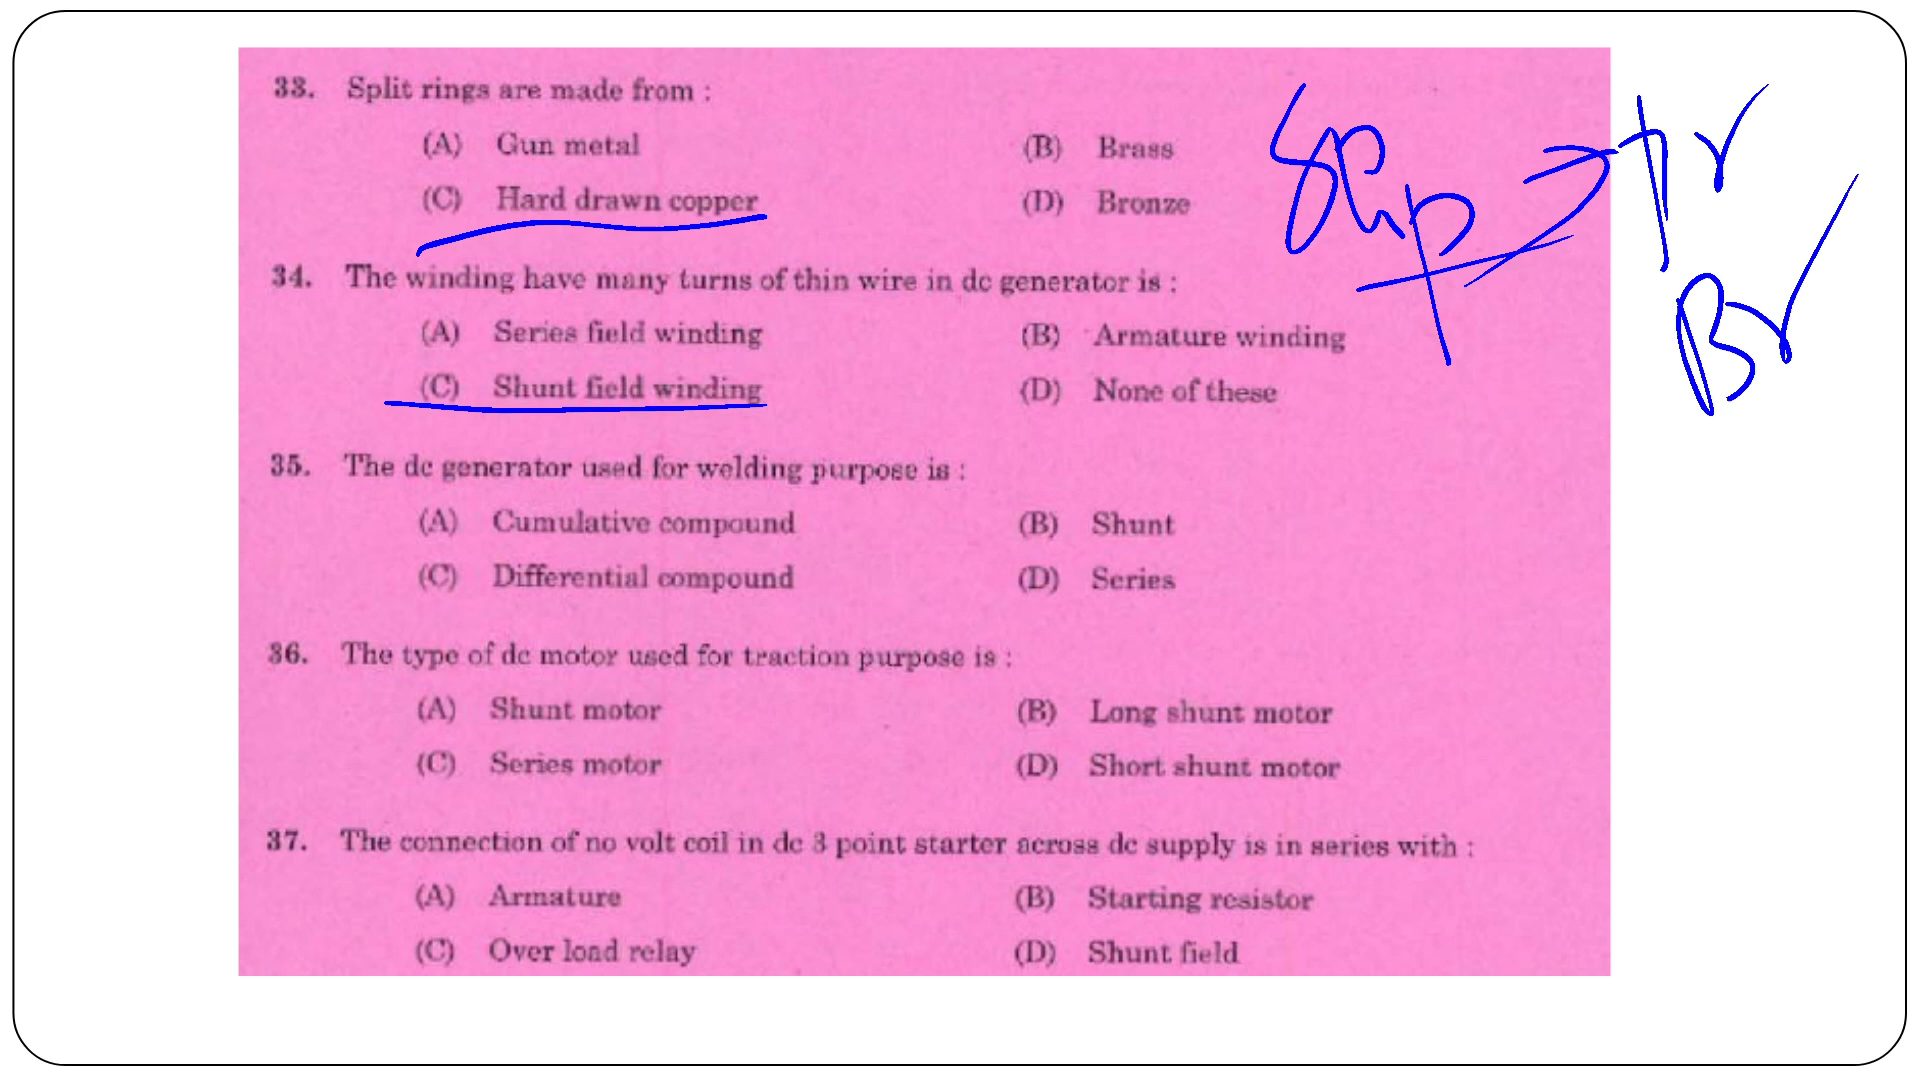 33. Split rings are made from :
(A) Gun metal (B) Brass
(C) Hard drawn copper (D) Bronze
34. The winding have many turns of thin wire in dc generator is :
(A) Series field winding (B) Armature winding
(C) Shunt field winding (D) None of these
35. The dc generator used for welding purpose is :
(A) Cumulative compound (B) Shunt
(C) Differential compound (D) Series
36. The type of dc motor used for traction purpose is :
(A) Shunt motor (B) Long shunt motor
(C) Series motor (D) Short shunt motor
37. The connection of no volt coil in dc 3 point starter across dc supply is in series with :
(A) Armature (B) Starting resistor
(C) Over load relay (D) Shunt field
Slip
Br